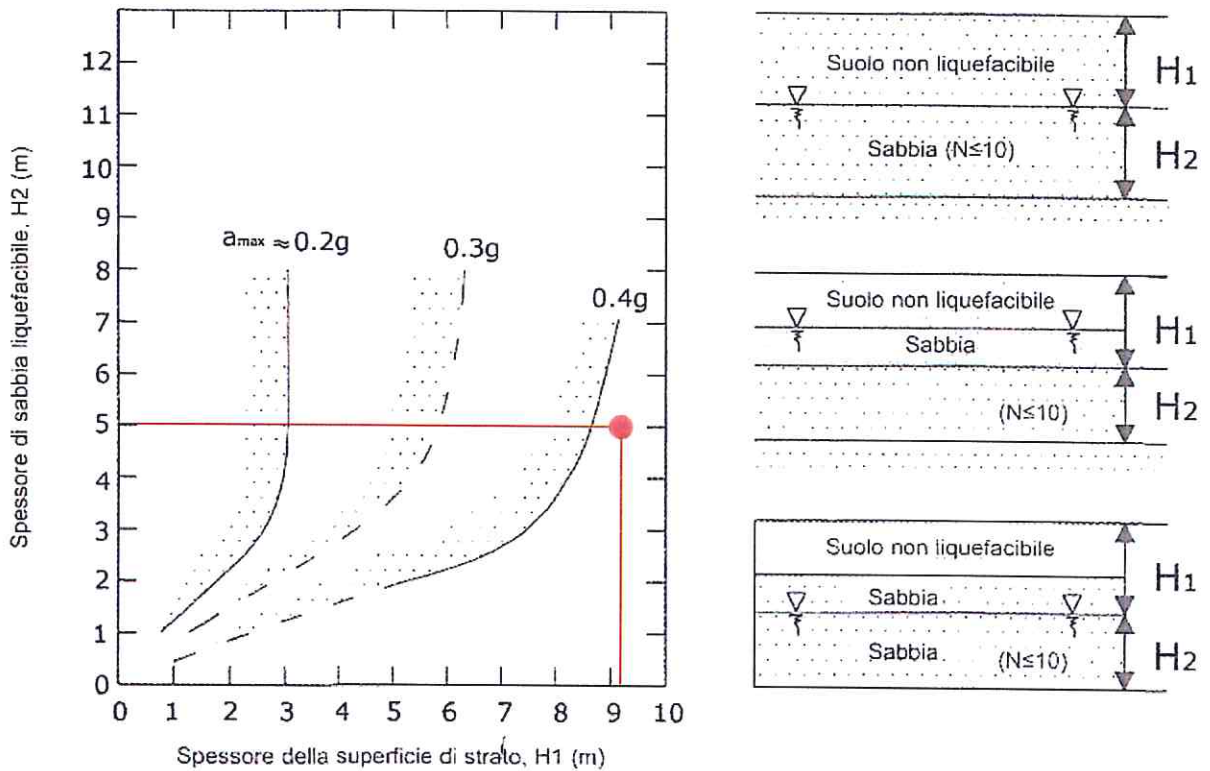 Spessore di sabbia liquefacibile, H2 (m)
12
11
10
9
8
7
6
5
4
3
2
1
0
amax ≈ 0.2g
0.3g
0.4g
0 1 2 3 4 5 6 7 8 9 10
Spessore della superficie di strato, H1 (m)
Suolo non liquefacibile
H1
Sabbia (N≤10)
H2
Suolo non liquefacibile
H1
Sabbia
(N≤10)
H2
Suolo non liquefacibile
H1
Sabbia
Sabbia (N≤10)
H2